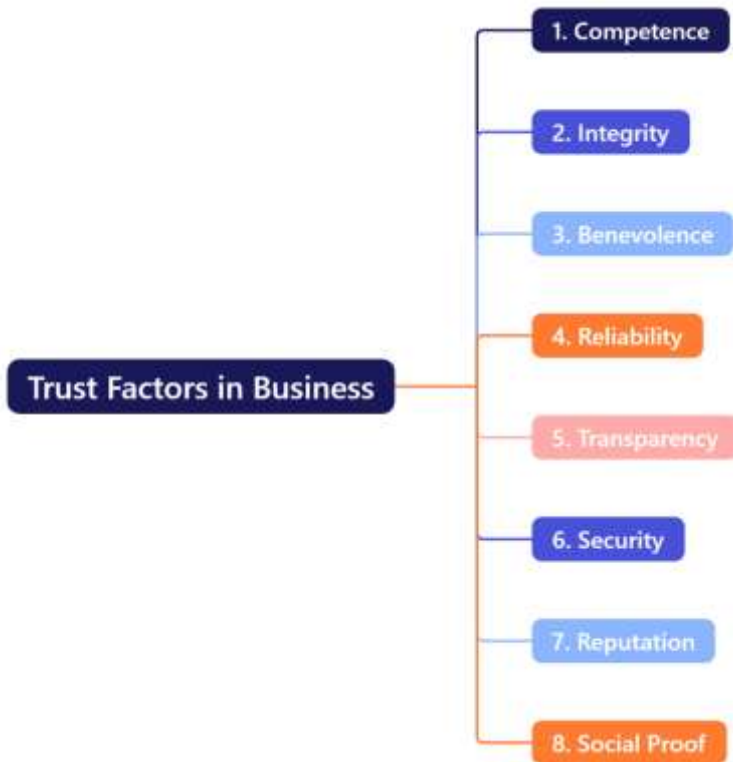 1. Competence
2. Integrity
3. Benevolence
4. Reliability
Trust Factors in Business
5. Transparency
6. Security
7. Reputation
8. Social Proof